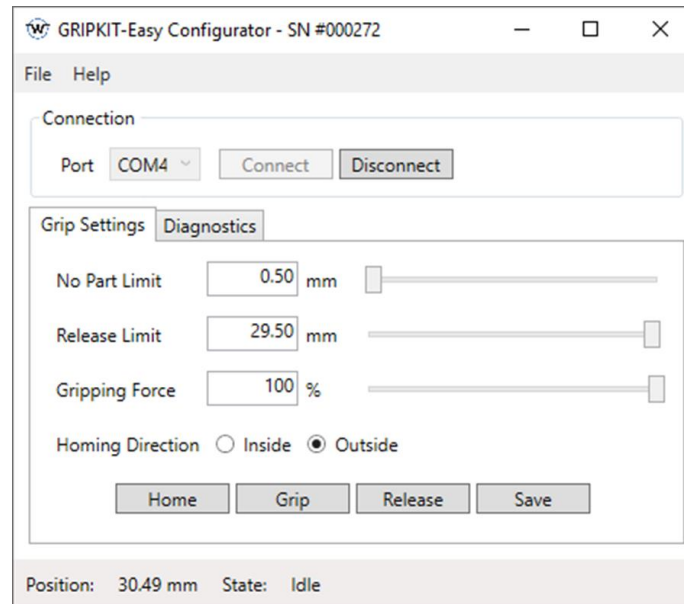 GRIPKIT-Easy Configurator - SN #000272
File Help
Connection
Port COM4 Connect Disconnect
Grip Settings Diagnostics
No Part Limit 0.50 mm
Release Limit 29.50 mm
Gripping Force 100 %
Homing Direction Inside Outside
Home Grip Release Save
Position: 30.49 mm State: Idle